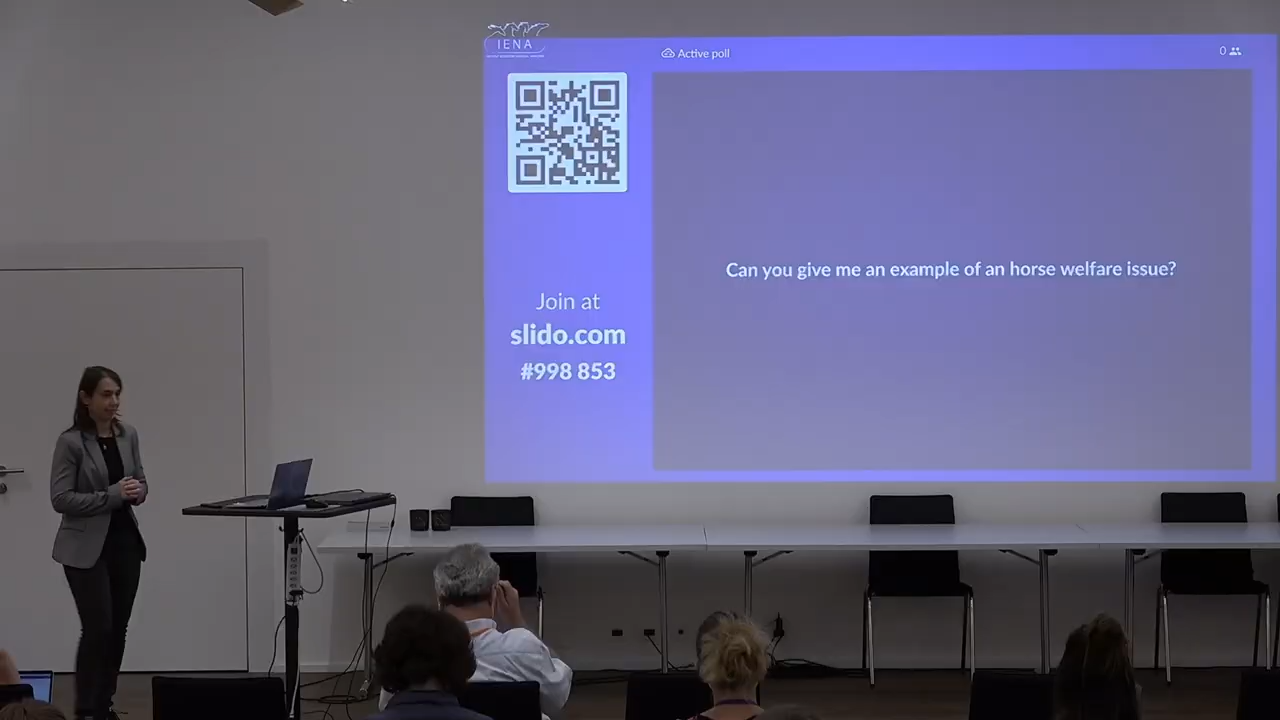 IENA
Active poll
0
Can you give me an example of an horse welfare issue?
Join at
slido.com
#998 853